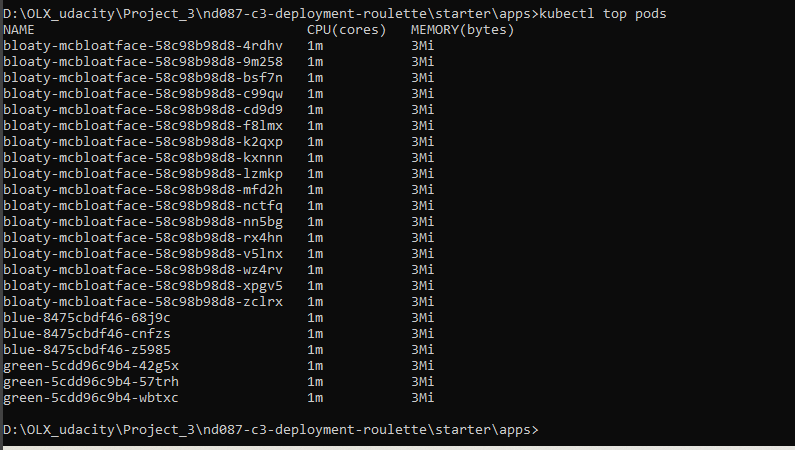 D:\OLX_udacity\Project_3\nd087-c3-deployment-roulette\starter\apps>kubectl top pods
NAME CPU(cores) MEMORY(bytes)
bloaty-mcbloatface-58c98b98d8-4rdhv 1m 3Mi
bloaty-mcbloatface-58c98b98d8-9m258 1m 3Mi
bloaty-mcbloatface-58c98b98d8-bsf7n 1m 3Mi
bloaty-mcbloatface-58c98b98d8-c99qw 1m 3Mi
bloaty-mcbloatface-58c98b98d8-cd9d9 1m 3Mi
bloaty-mcbloatface-58c98b98d8-f8lmx 1m 3Mi
bloaty-mcbloatface-58c98b98d8-k2qxp 1m 3Mi
bloaty-mcbloatface-58c98b98d8-kxnnn 1m 3Mi
bloaty-mcbloatface-58c98b98d8-lzmkp 1m 3Mi
bloaty-mcbloatface-58c98b98d8-mfd2h 1m 3Mi
bloaty-mcbloatface-58c98b98d8-nctfq 1m 3Mi
bloaty-mcbloatface-58c98b98d8-nn5bg 1m 3Mi
bloaty-mcbloatface-58c98b98d8-rx4hn 1m 3Mi
bloaty-mcbloatface-58c98b98d8-v5lnx 1m 3Mi
bloaty-mcbloatface-58c98b98d8-wz4rv 1m 3Mi
bloaty-mcbloatface-58c98b98d8-xpgv5 1m 3Mi
bloaty-mcbloatface-58c98b98d8-zclrx 1m 3Mi
blue-8475cbdf46-68j9c 1m 3Mi
blue-8475cbdf46-cnfzs 1m 3Mi
blue-8475cbdf46-z5985 1m 3Mi
green-5cdd96c9b4-42g5x 1m 3Mi
green-5cdd96c9b4-57trh 1m 3Mi
green-5cdd96c9b4-wbtxc 1m 3Mi
D:\OLX_udacity\Project_3\nd087-c3-deployment-roulette\starter\apps>